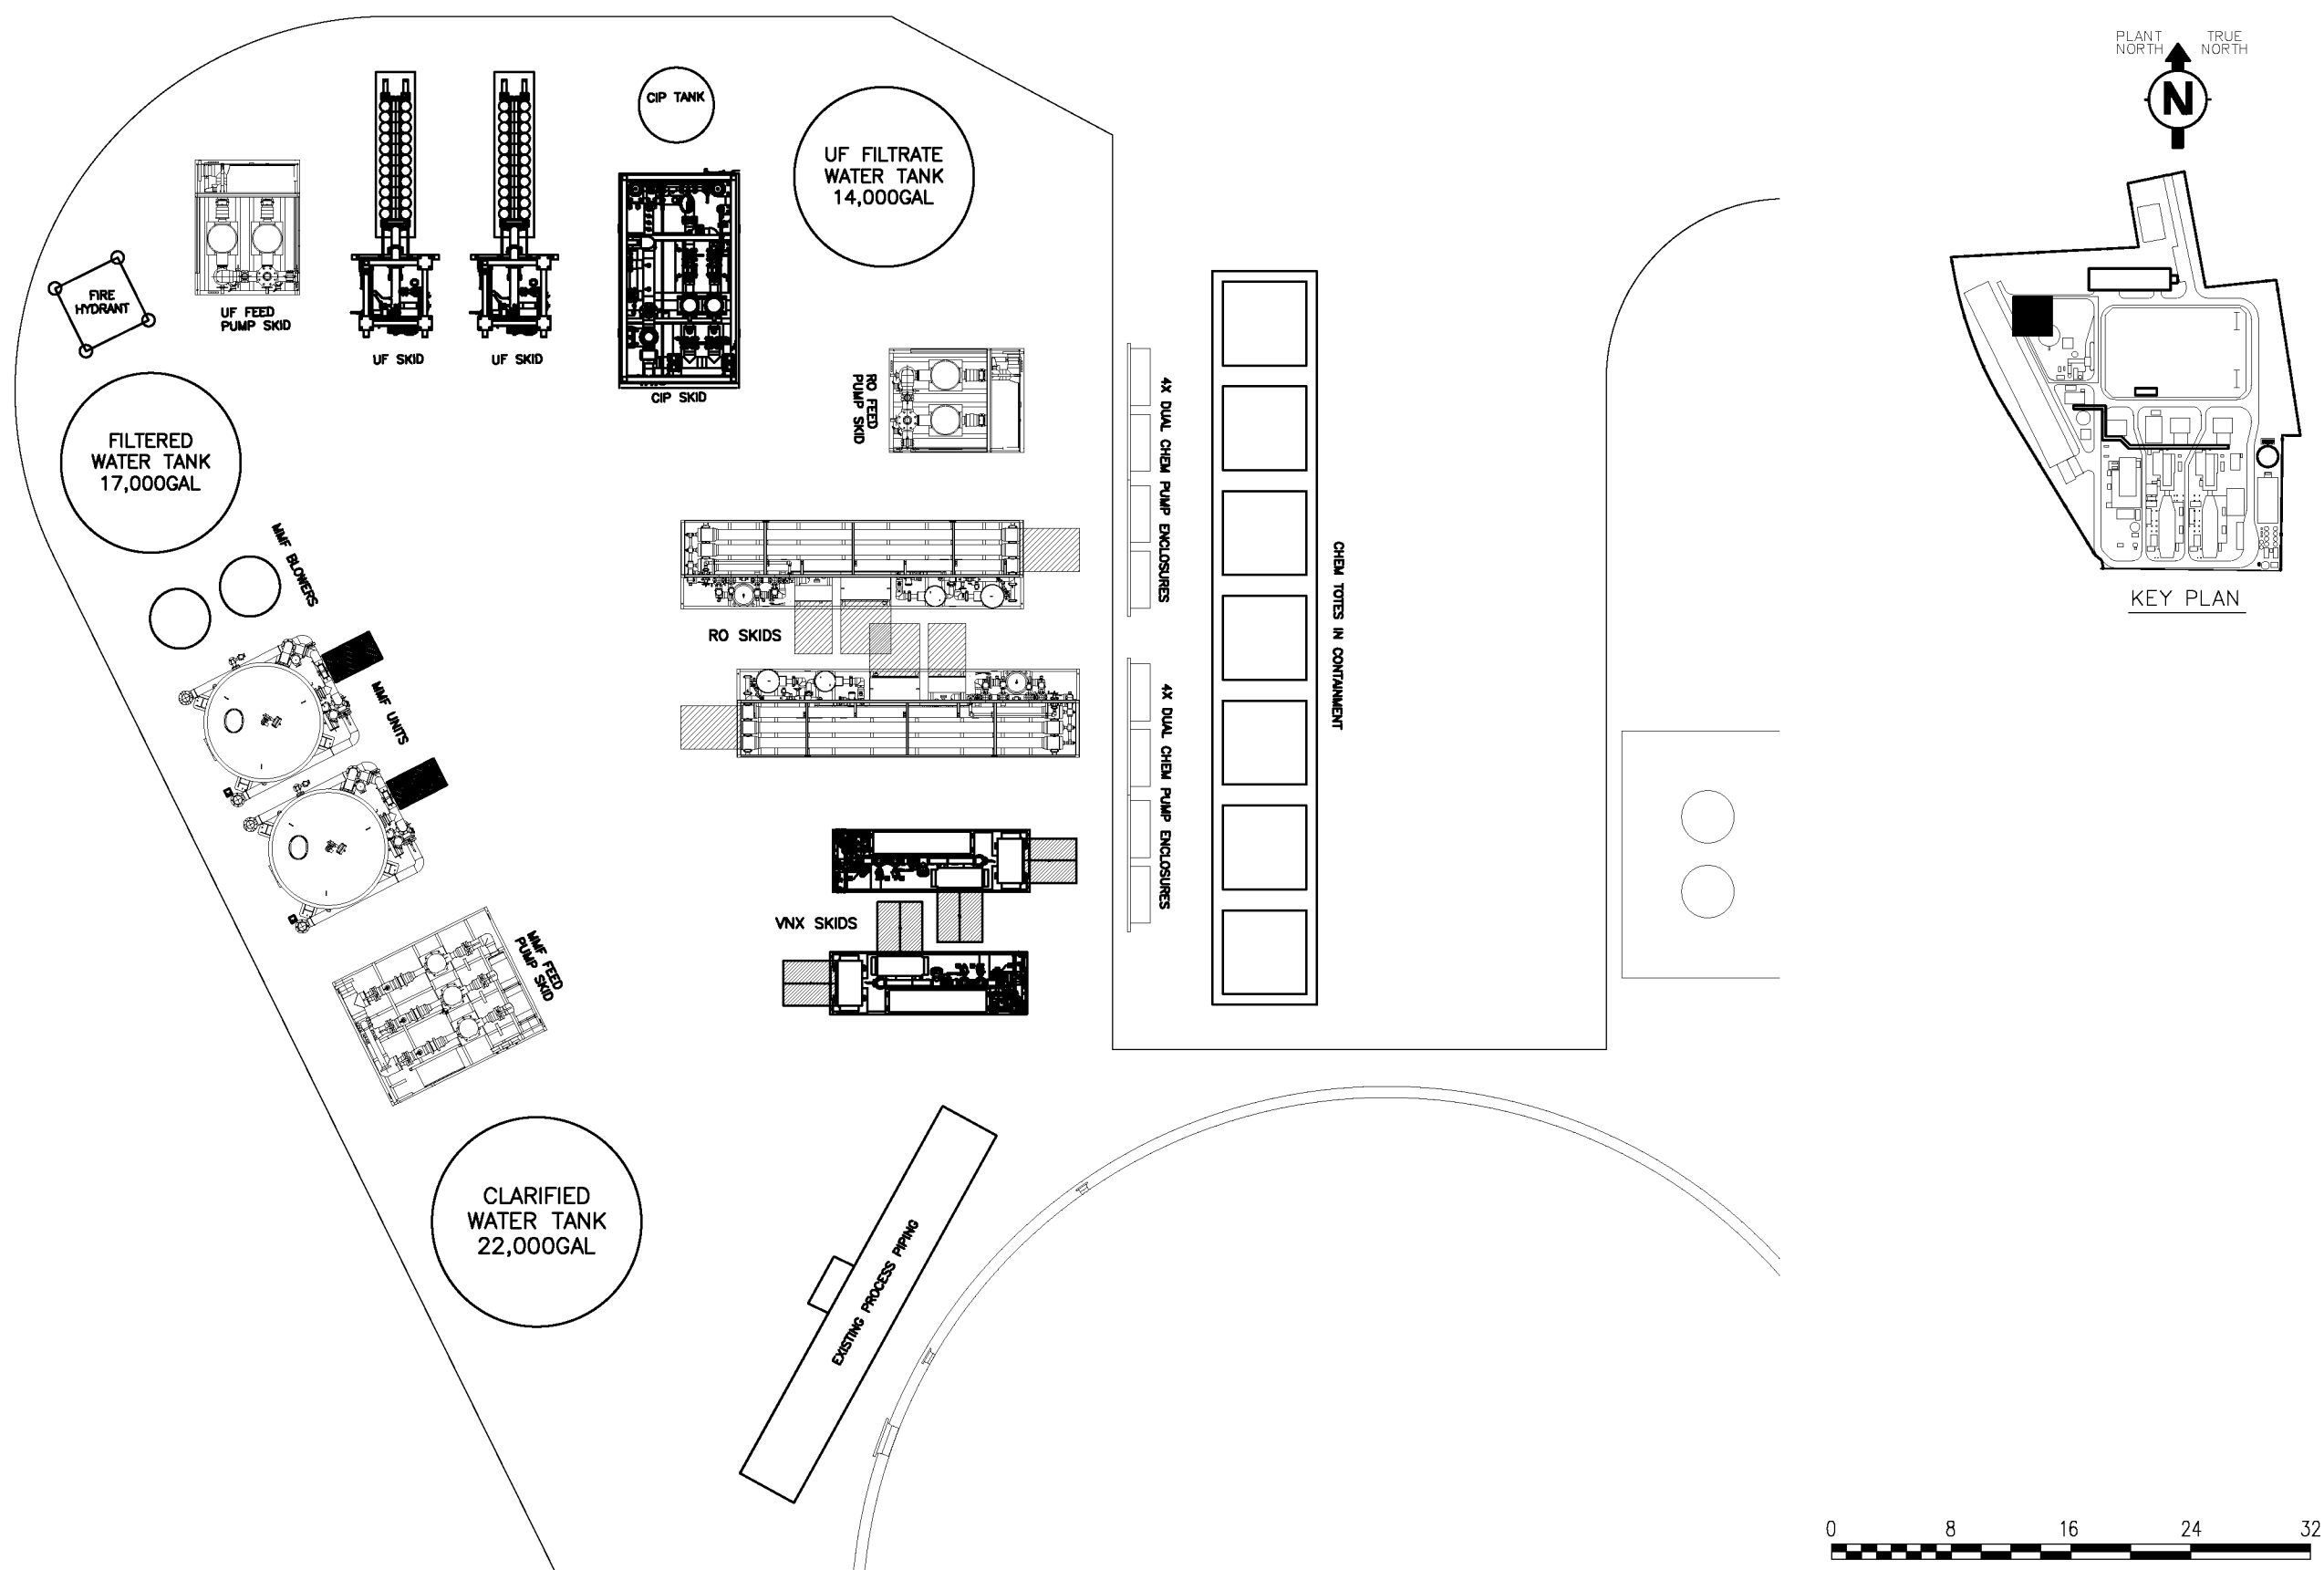 PLANT
NORTH
TRUE
NORTH
N
CIP TANK
UF FILTRATE
WATER TANK
14,000GAL
FIRE
HYDRANT
UF FEED
PUMP SKID
UF SKID
UF SKID
CIP SKID
RO FEED
PUMP SKID
4X DUAL CHEM PUMP ENCLOSURES
FILTERED
WATER TANK
17,000GAL
MMF BLOWERS
CHEM TOTES IN CONTAINMENT
KEY PLAN
RO SKIDS
MMF UNITS
4X DUAL CHEM PUMP ENCLOSURES
VNX SKIDS
MMF FEED
PUMP SKID
CLARIFIED
WATER TANK
22,000GAL
EXISTING PROCESS PIPING
0 8 16 24 32